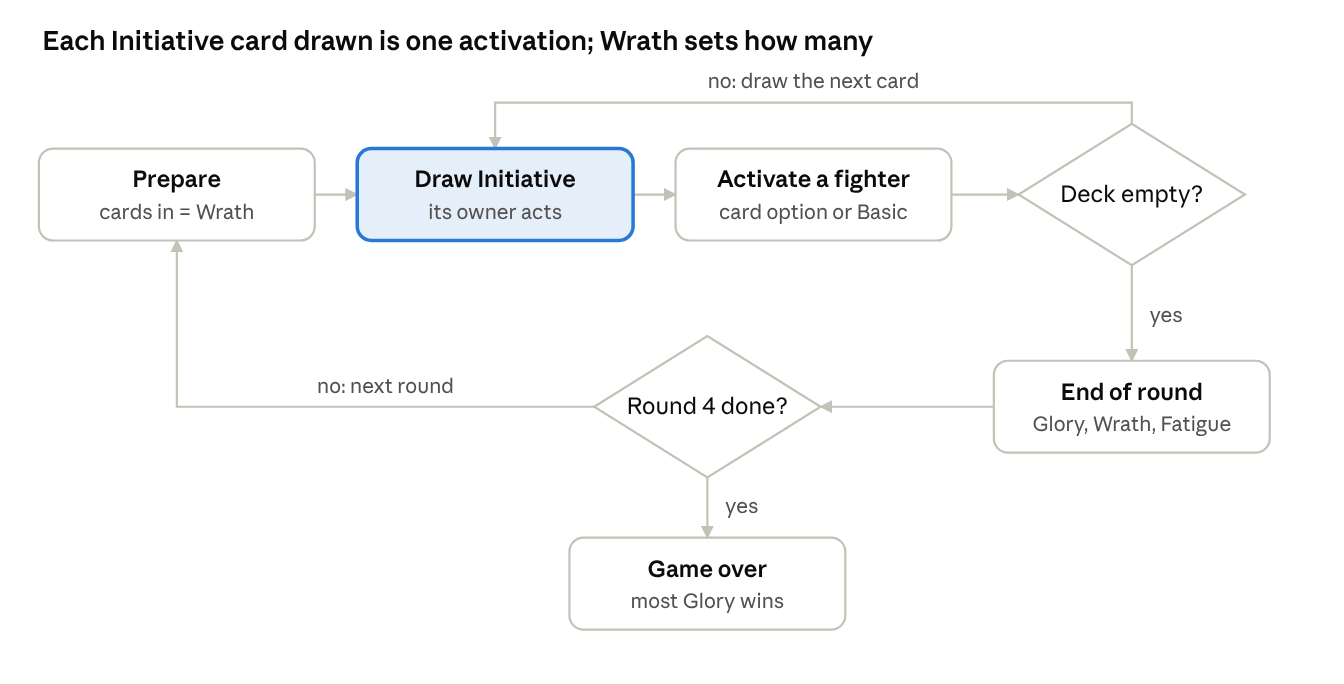 Each Initiative card drawn is one activation; Wrath sets how many
no: draw the next card
Prepare
cards in = Wrath
Draw Initiative
its owner acts
Activate a fighter
card option or Basic
Deck empty?
yes
End of round
Glory, Wrath, Fatigue
Round 4 done?
no: next round
yes
Game over
most Glory wins